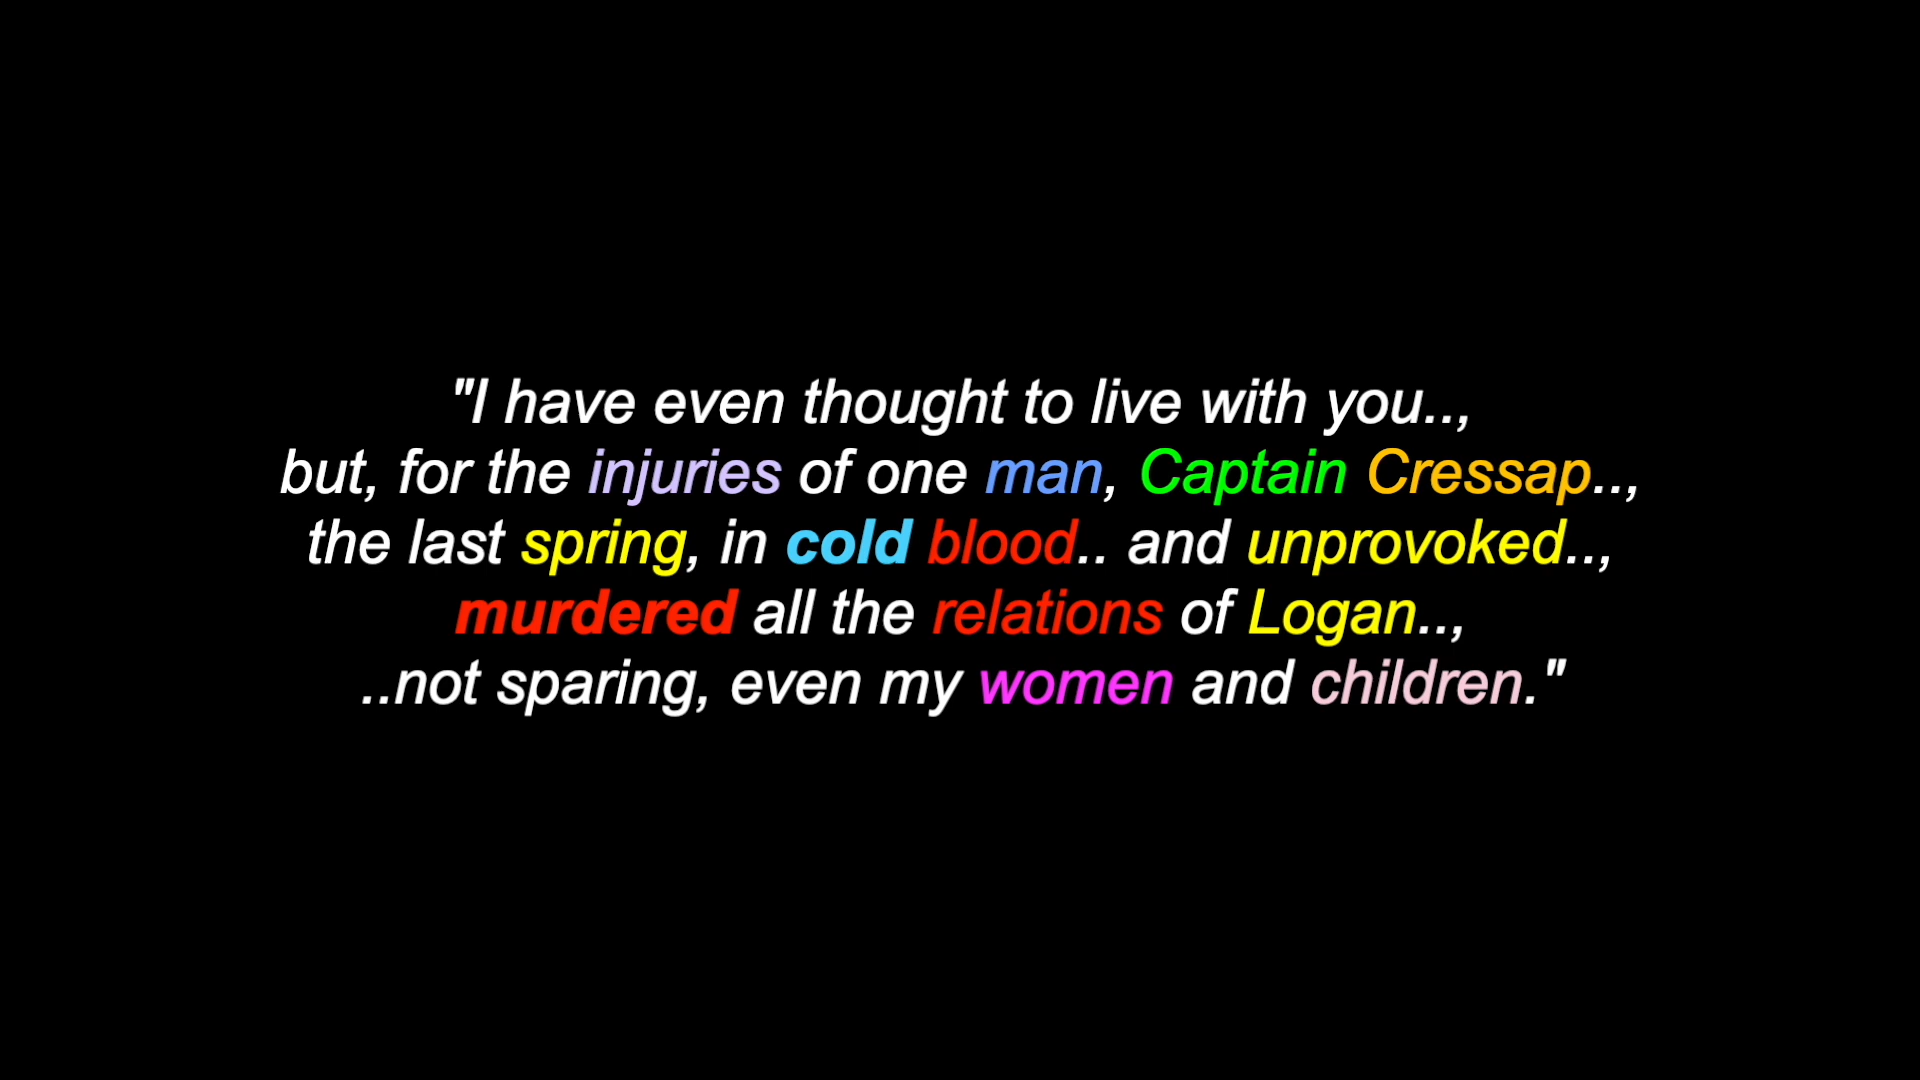 "I have even thought to live with you..,
but, for the injuries of one man, Captain Cressap..,
the last spring, in cold blood.. and unprovoked..,
murdered all the relations of Logan..,
..not sparing, even my women and children."